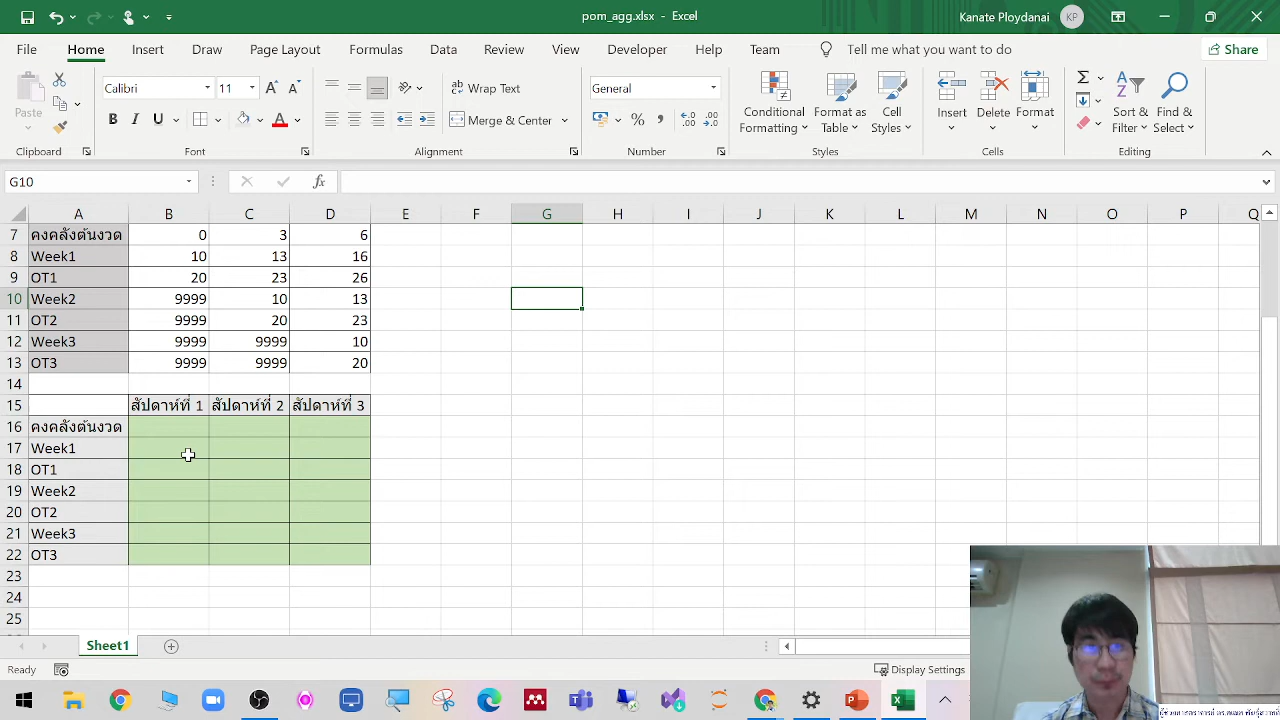 pom_agg.xlsx - Excel
Kanate Ploydanai KP
File Home Insert Draw Page Layout Formulas Data Review View Developer Help Team Tell me what you want to do Share
Paste
Calibri 11
Wrap Text
General
Merge & Center
Conditional Formatting
Format as Table
Cell Styles
Insert Delete Format
Sort & Filter
Find & Select
Clipboard Font Alignment Number Styles Cells Editing
G10 fx
A B C D E F G H I J K L M N O P Q
7 คงคลังต้นงวด 0 3 6
8 Week1 10 13 16
9 OT1 20 23 26
10 Week2 9999 10 13
11 OT2 9999 20 23
12 Week3 9999 9999 10
13 OT3 9999 9999 20
14
15 สัปดาห์ที่ 1 สัปดาห์ที่ 2 สัปดาห์ที่ 3
16 คงคลังต้นงวด
17 Week1
18 OT1
19 Week2
20 OT2
21 Week3
22 OT3
23
24
25
Sheet1
Ready Display Settings